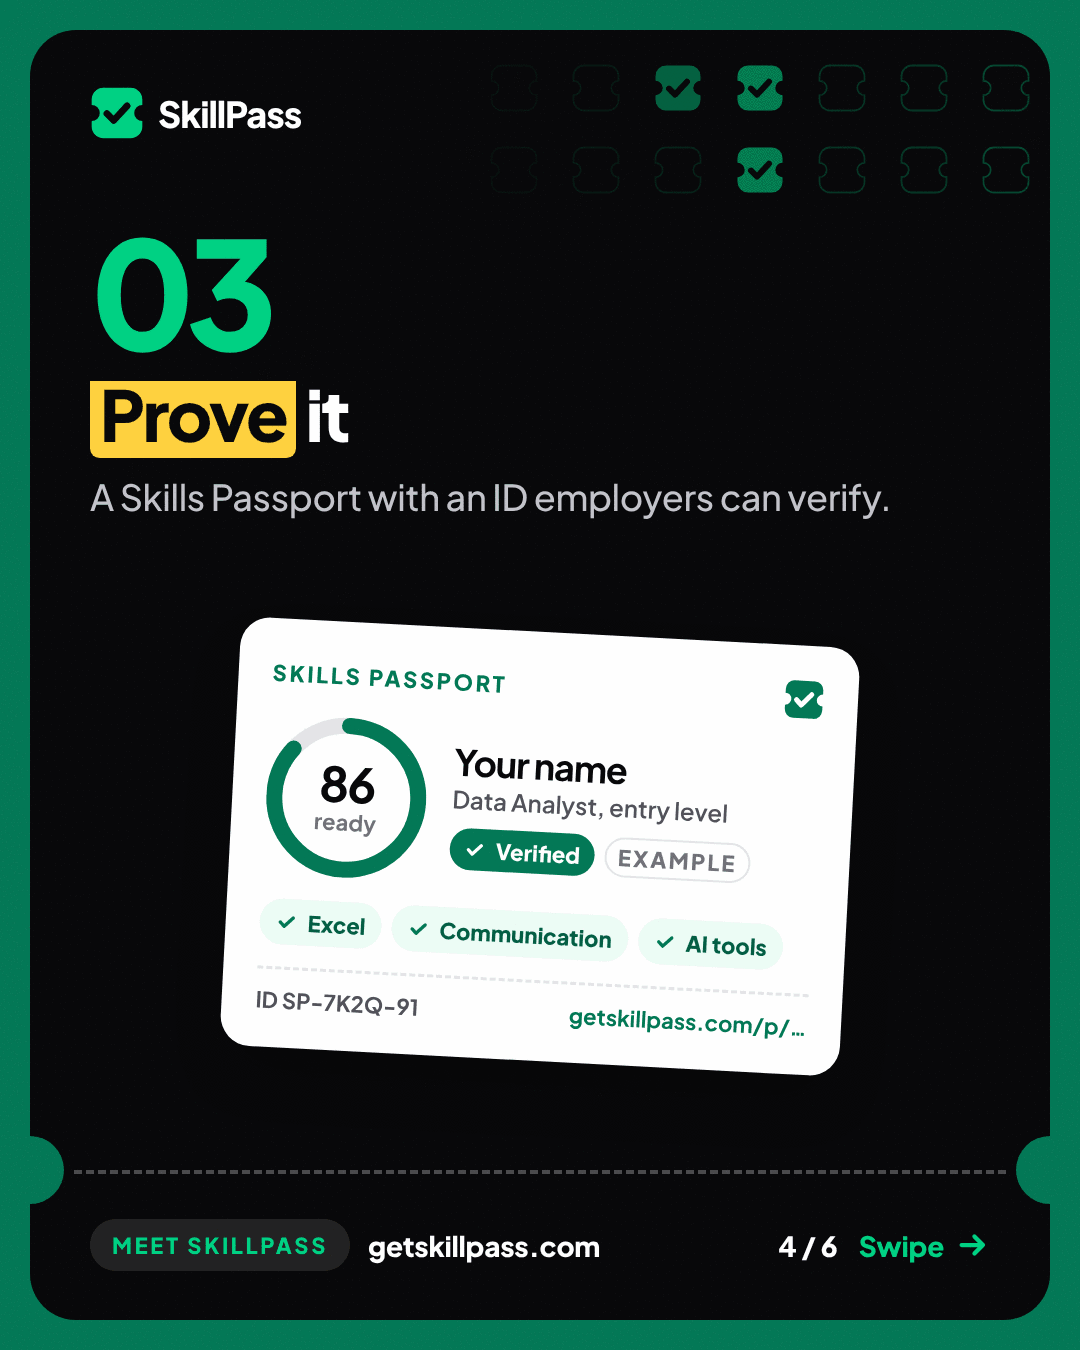 SkillPass
03
Prove it
A Skills Passport with an ID employers can verify.
SKILLS PASSPORT
86
ready
Your name
Data Analyst, entry level
Verified EXAMPLE
Excel Communication AI tools
ID SP-7K2Q-91 getskillpass.com/p/...
MEET SKILLPASS getskillpass.com 4 / 6 Swipe →